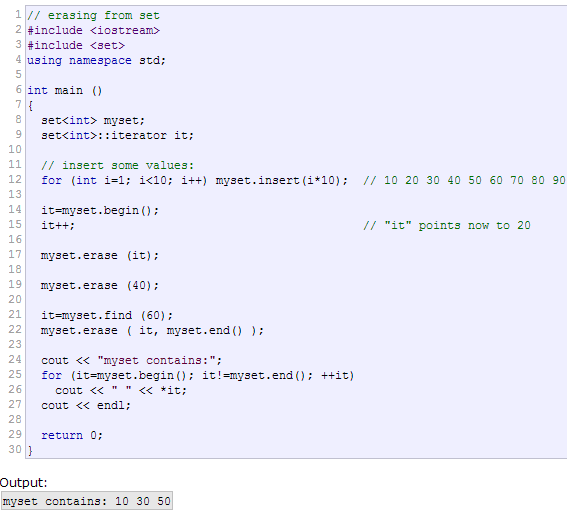 1 // erasing from set
2 #include <iostream>
3 #include <set>
4 using namespace std;
5
6 int main ()
7 {
8   set<int> myset;
9   set<int>::iterator it;
10
11   // insert some values:
12   for (int i=1; i<10; i++) myset.insert(i*10);  // 10 20 30 40 50 60 70 80 90
13
14   it=myset.begin();
15   it++;                                         // "it" points now to 20
16
17   myset.erase (it);
18
19   myset.erase (40);
20
21   it=myset.find (60);
22   myset.erase ( it, myset.end() );
23
24   cout << "myset contains:";
25   for (it=myset.begin(); it!=myset.end(); ++it)
26     cout << " " << *it;
27   cout << endl;
28
29   return 0;
30 }
Output:
myset contains: 10 30 50